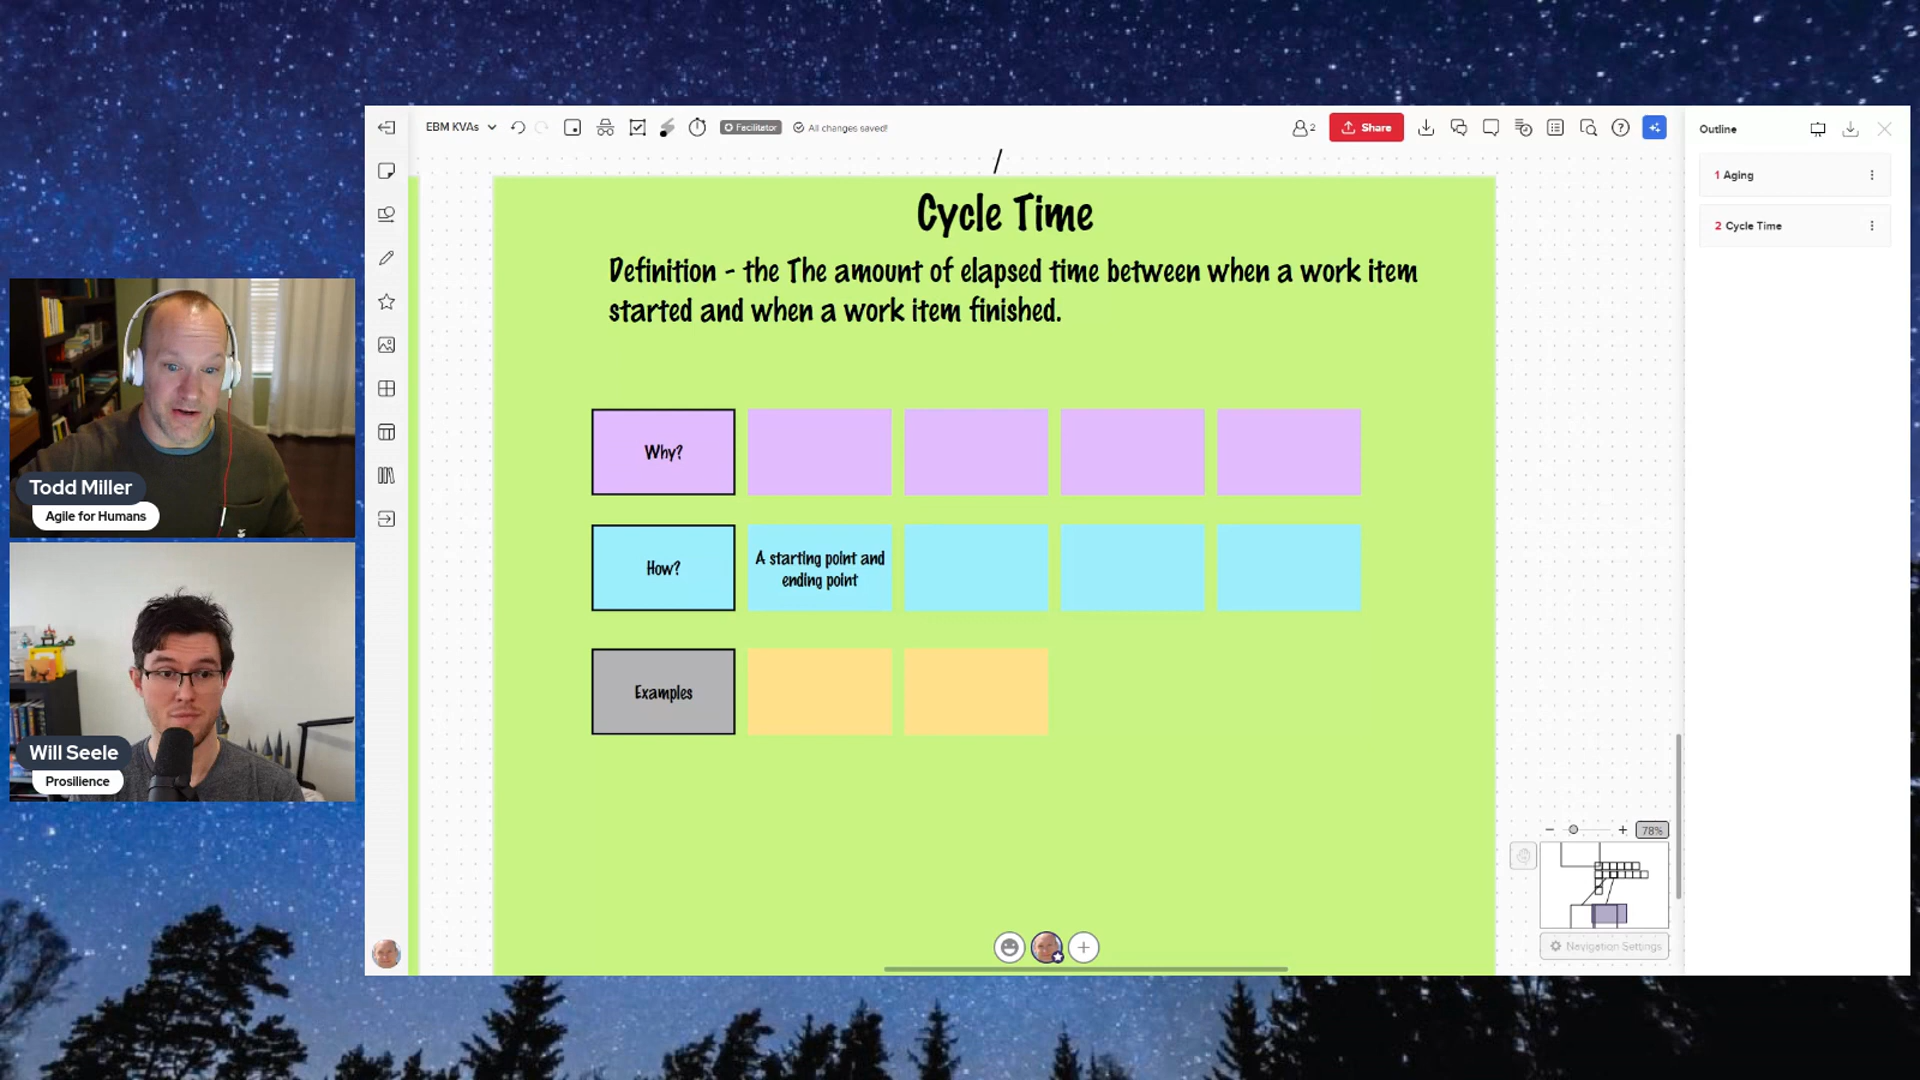 EBM KVAs
Facilitator
All changes saved!
2
Share
?
Outline
1 Aging
2 Cycle Time
Cycle Time
Definition - the The amount of elapsed time between when a work item
started and when a work item finished.
Why?
How?
A starting point and
ending point
Examples
78%
Navigation Settings
Todd Miller
Agile for Humans
Will Seele
Prosilience